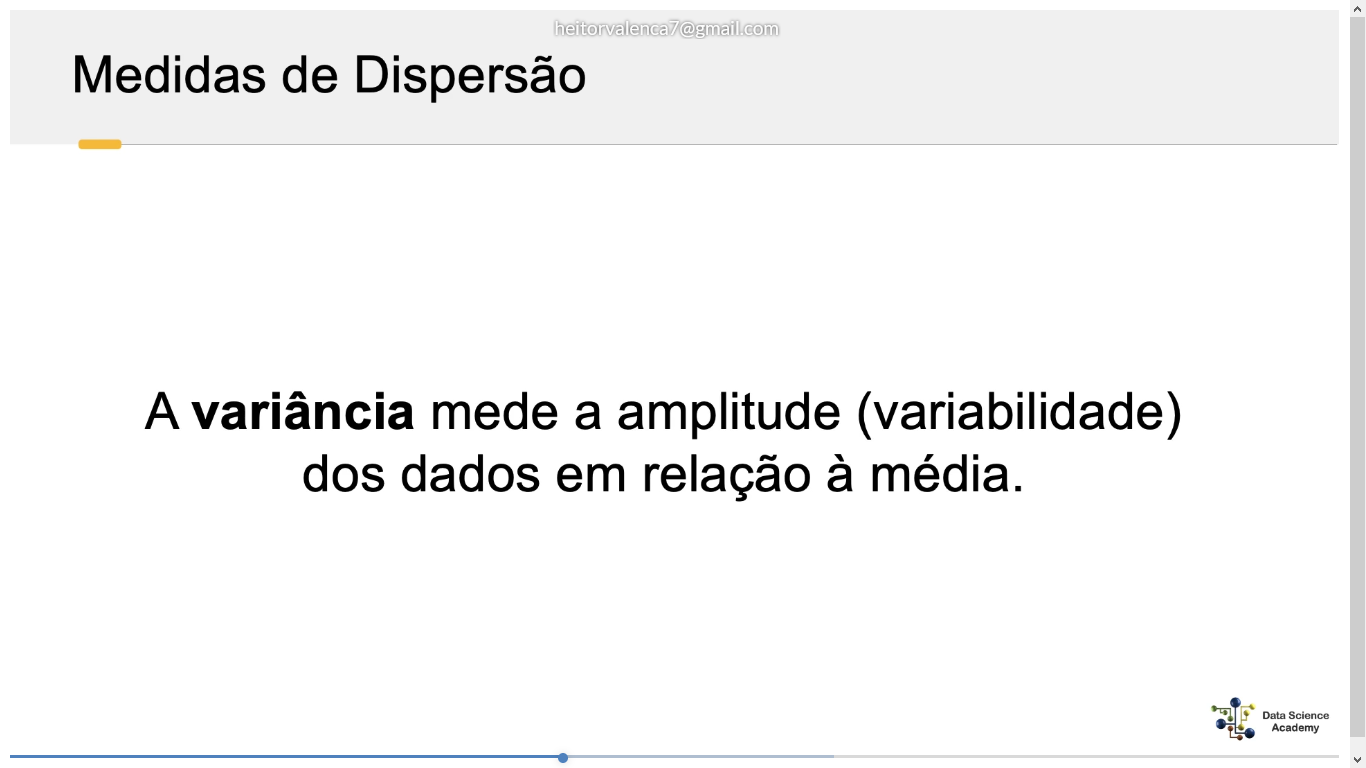 heitorvalenca7@gmail.com
Medidas de Dispersão
A variância mede a amplitude (variabilidade)
dos dados em relação à média.
Data Science
Academy